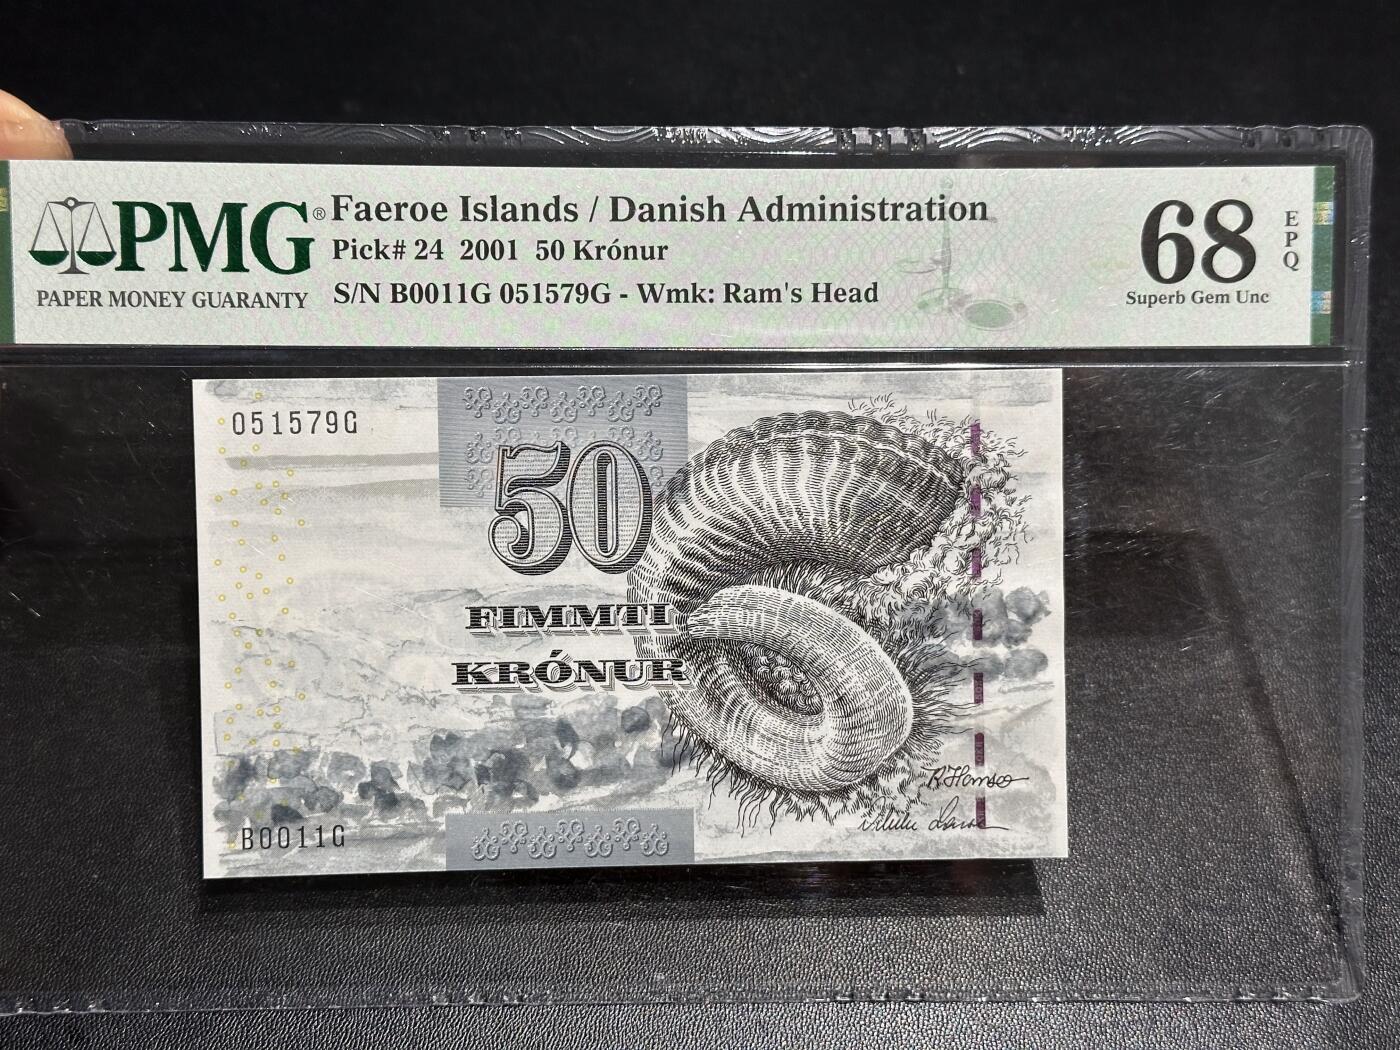 PMG®
PAPER MONEY GUARANTY
Faeroe Islands / Danish Administration
Pick# 24 2001 50 Krónur
S/N B0011G 051579G - Wmk: Ram's Head
68
EPQ
Superb Gem Unc
051579G
50
FIMMTI
KRÓNUR
B0011G